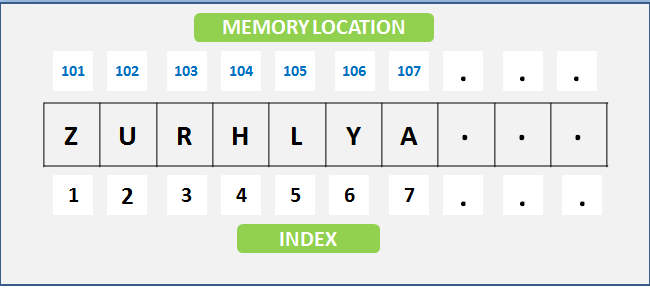 MEMORY LOCATION
101 102 103 104 105 106 107 . . .
Z U R H L Y A . . .
1 2 3 4 5 6 7 . . .
INDEX